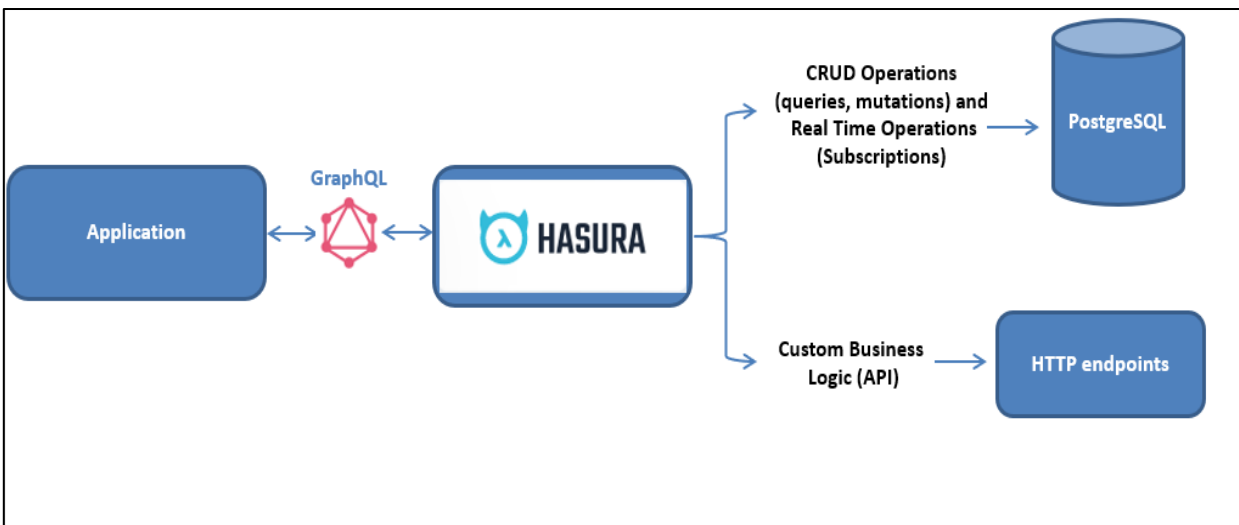 CRUD Operations
(queries, mutations) and
Real Time Operations
(Subscriptions)
PostgreSQL
GraphQL
Application
λ HASURA
Custom Business
Logic (API)
HTTP endpoints